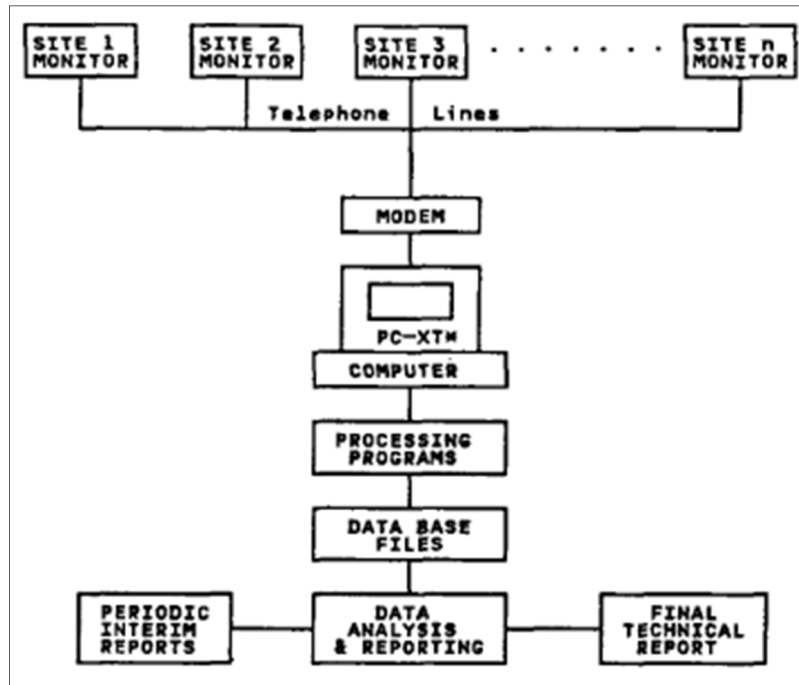 SITE 1
MONITOR
SITE 2
MONITOR
SITE 3
MONITOR
. . . . . . .
SITE n
MONITOR
Telephone Lines
MODEM
PC-XT*
COMPUTER
PROCESSING
PROGRAMS
DATA BASE
FILES
PERIODIC
INTERIM
REPORTS
DATA
ANALYSIS
& REPORTING
FINAL
TECHNICAL
REPORT